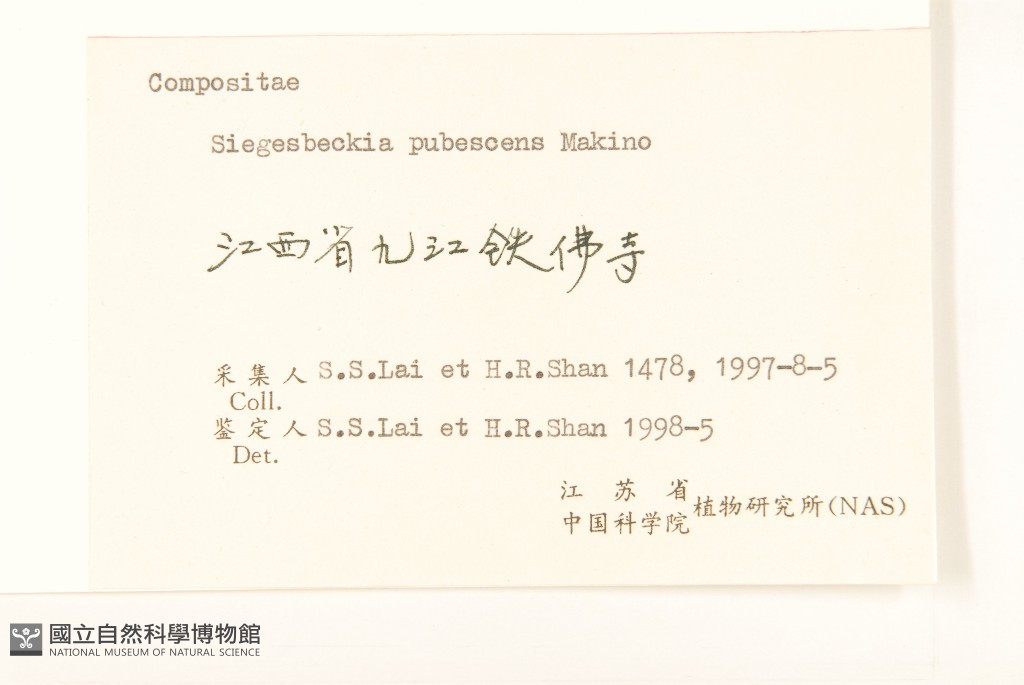 Compositae
Siegesbeckia pubescens Makino
江西省九江铁佛寺
采集人 S.S.Lai et H.R.Shan 1478, 1997-8-5
Coll.
鉴定人 S.S.Lai et H.R.Shan 1998-5
Det.
江苏省
中国科学院 植物研究所(NAS)
國立自然科學博物館
NATIONAL MUSEUM OF NATURAL SCIENCE